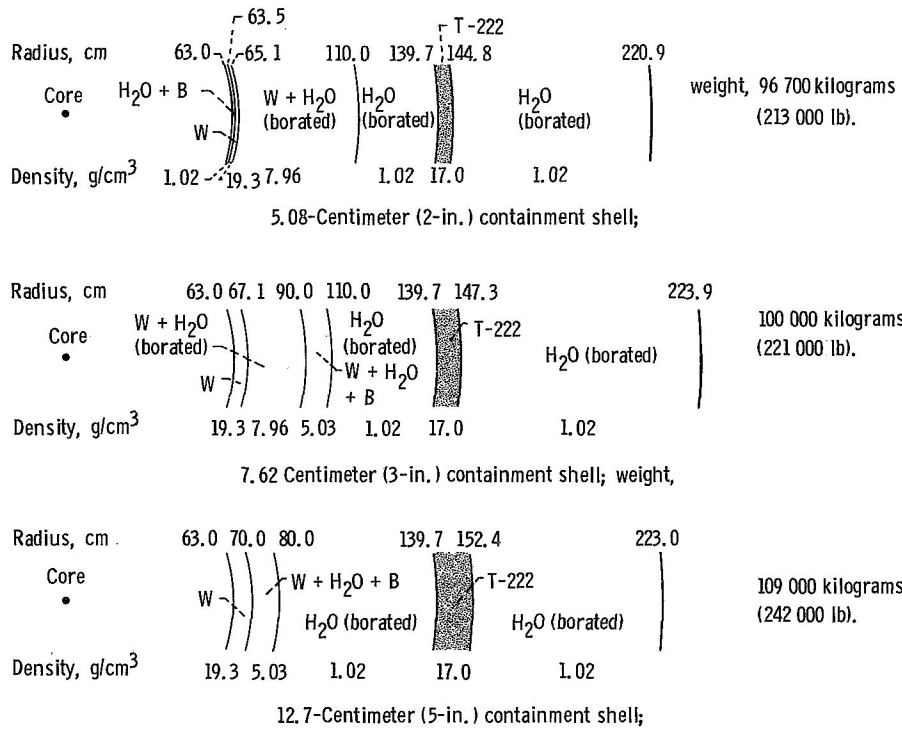 63.5
T-222
Radius, cm 63.0 65.1 110.0 139.7 144.8 220.9
Core H2O + B W + H2O (borated) H2O (borated) H2O weight, 96 700 kilograms
W (213 000 lb).
Density, g/cm3 1.02 19.3 7.96 1.02 17.0 1.02
5.08-Centimeter (2-in.) containment shell;
Radius, cm 63.0 67.1 90.0 110.0 139.7 147.3 223.9
Core W + H2O (borated) H2O (borated) T-222 100 000 kilograms
W W + H2O + B H2O (borated) (221 000 lb).
Density, g/cm3 19.3 7.96 5.03 1.02 17.0 1.02
7.62 Centimeter (3-in.) containment shell; weight,
Radius, cm 63.0 70.0 80.0 139.7 152.4 223.0
Core W W + H2O + B T-222 109 000 kilograms
H2O (borated) H2O (borated) (242 000 lb).
Density, g/cm3 19.3 5.03 1.02 17.0 1.02
12.7-Centimeter (5-in.) containment shell;